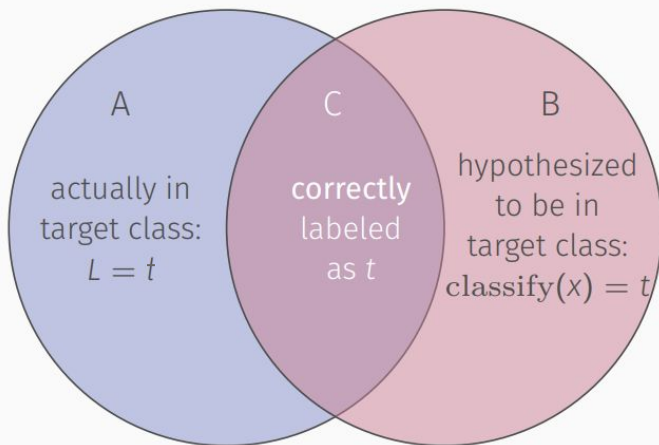 A
actually in
target class:
L = t
C
correctly
labeled
as t
B
hypothesized
to be in
target class:
classify(x) = t